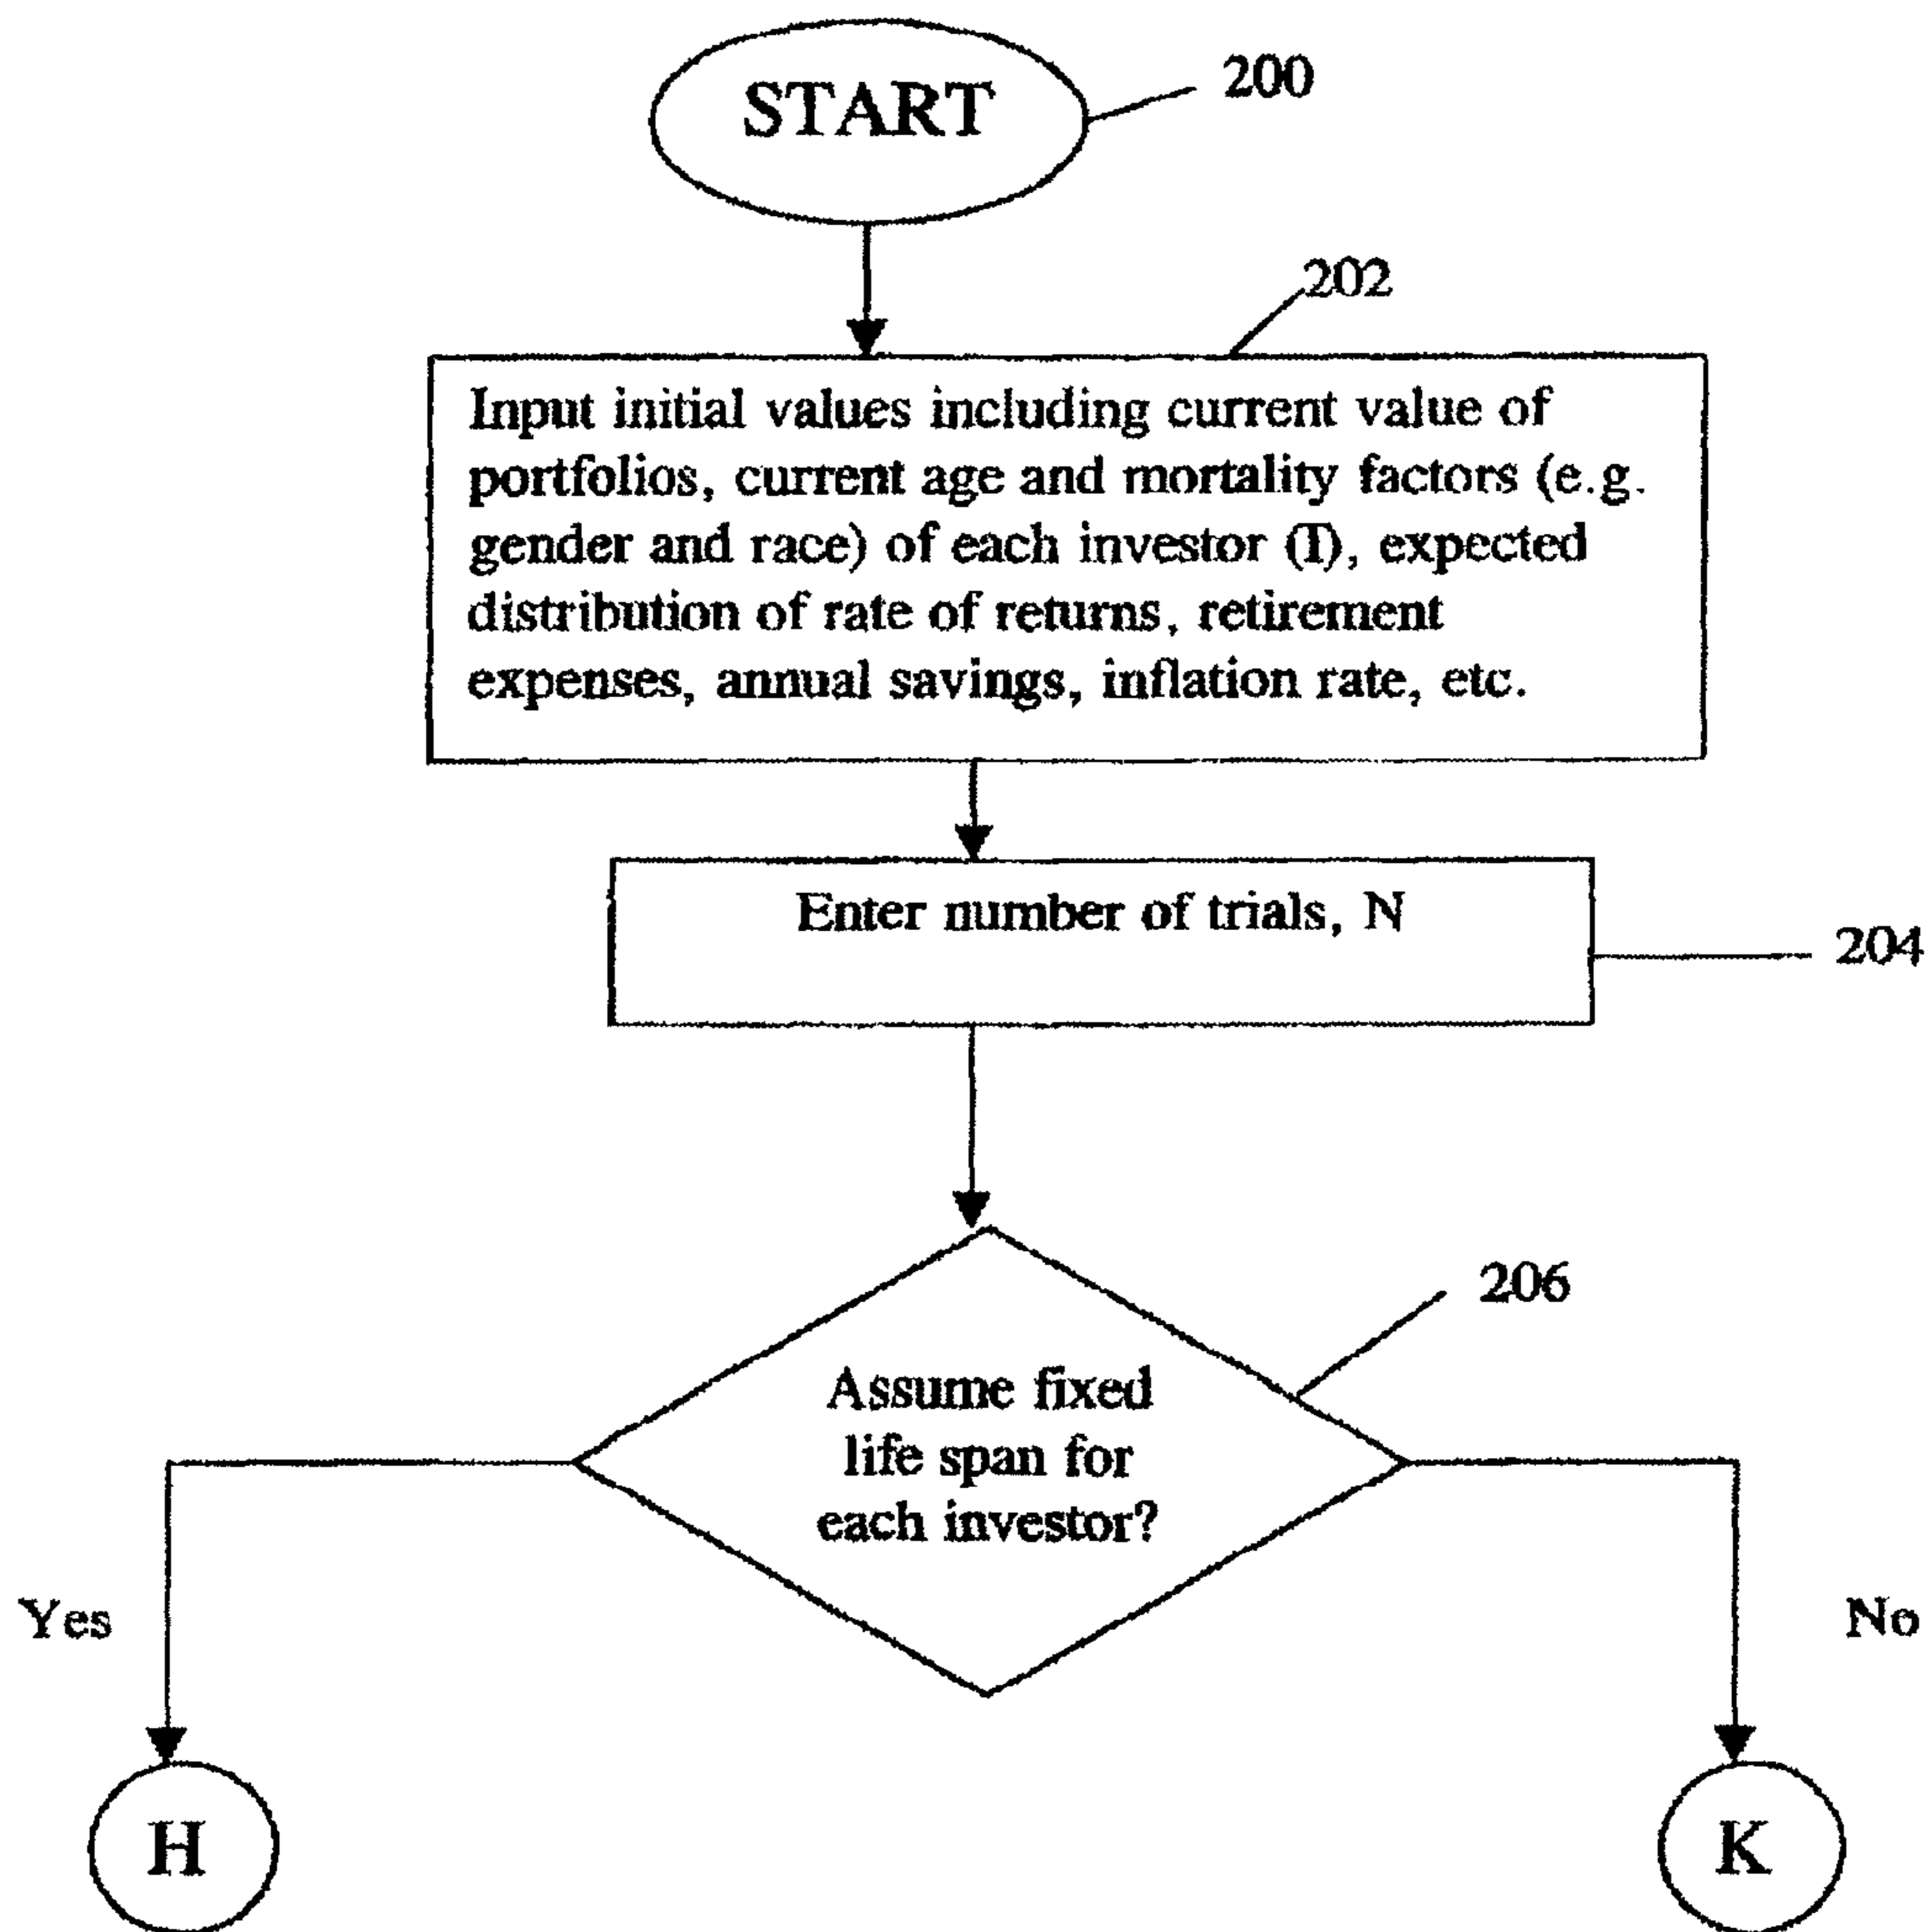 START
200
202
Input initial values including current value of
portfolios, current age and mortality factors (e.g.
gender and race) of each investor (I), expected
distribution of rate of returns, retirement
expenses, annual savings, inflation rate, etc.
Enter number of trials, N
204
206
Assume fixed
life span for
each investor?
Yes
No
H
K